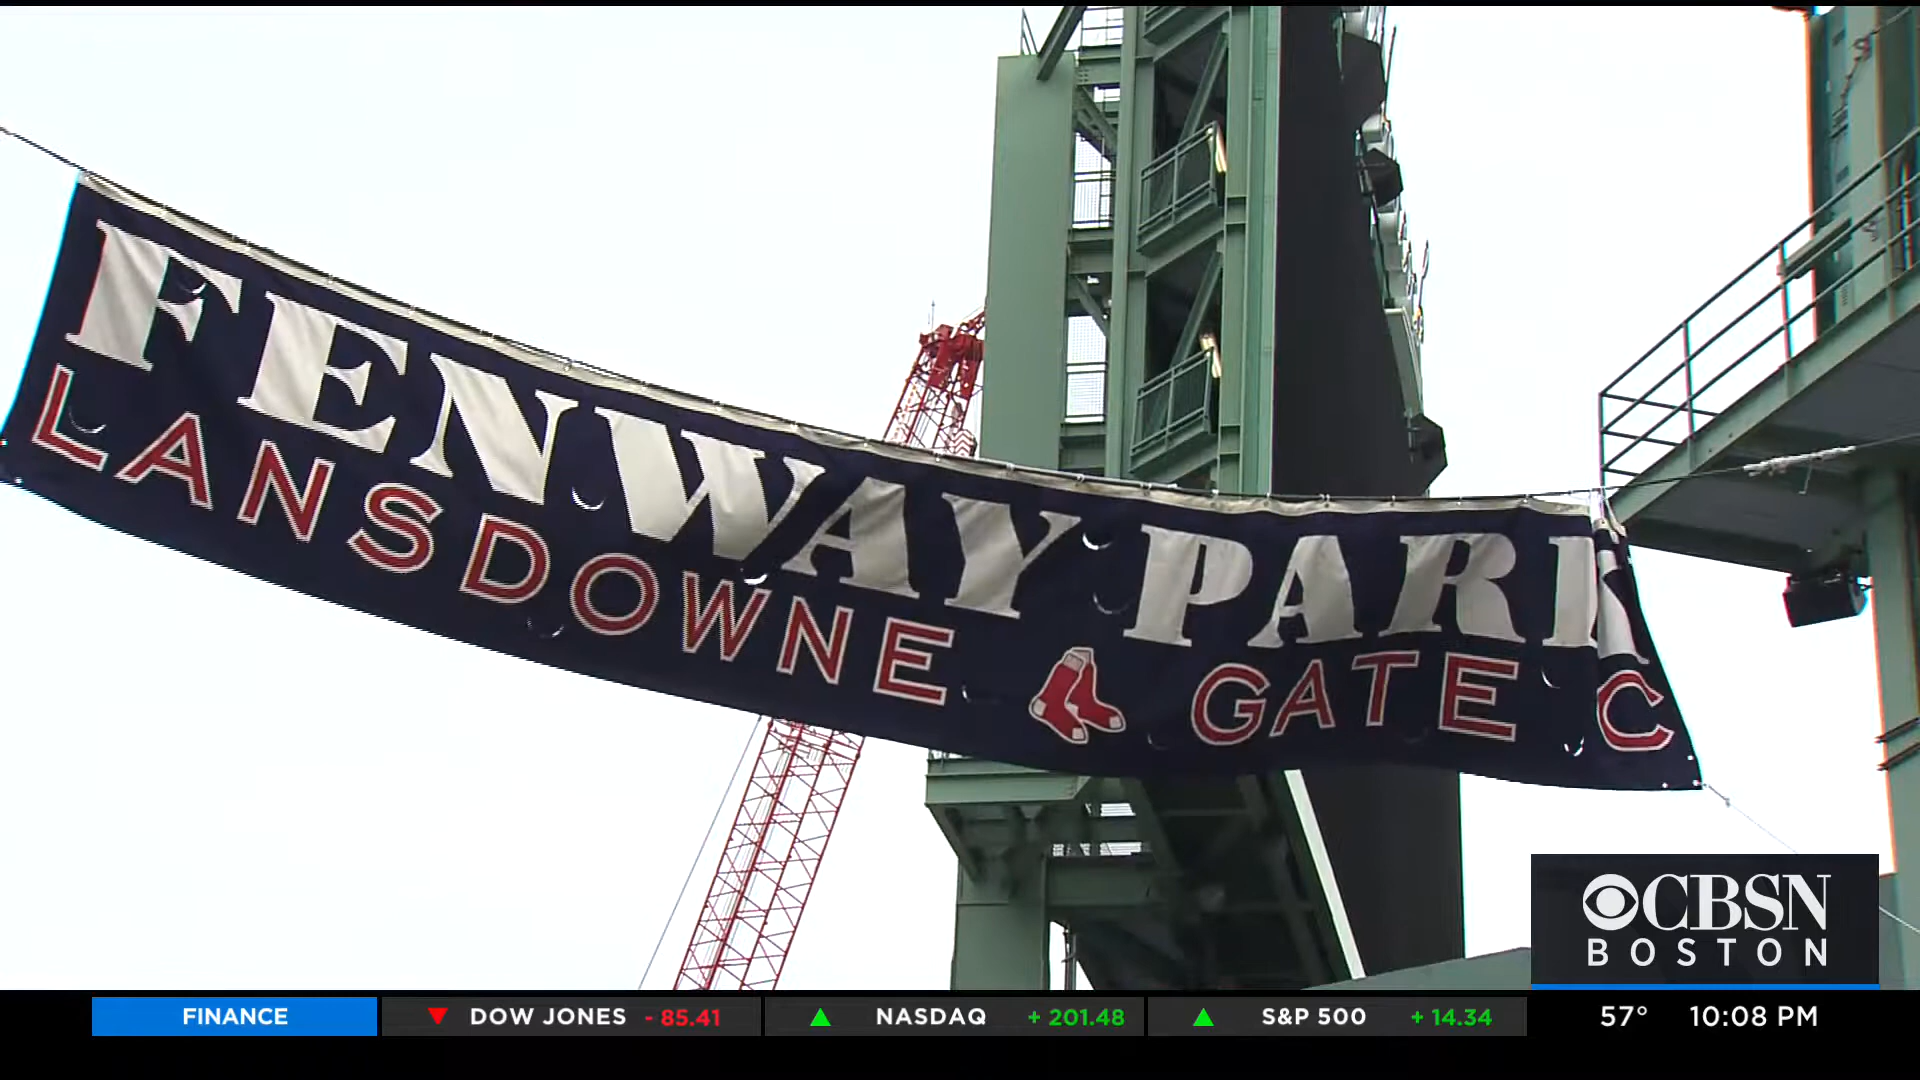 FENWAY PARK
LANSDOWNE GATE C
CBSN
BOSTON
FINANCE DOW JONES - 85.41 NASDAQ + 201.48 S&P 500 + 14.34 57° 10:08 PM